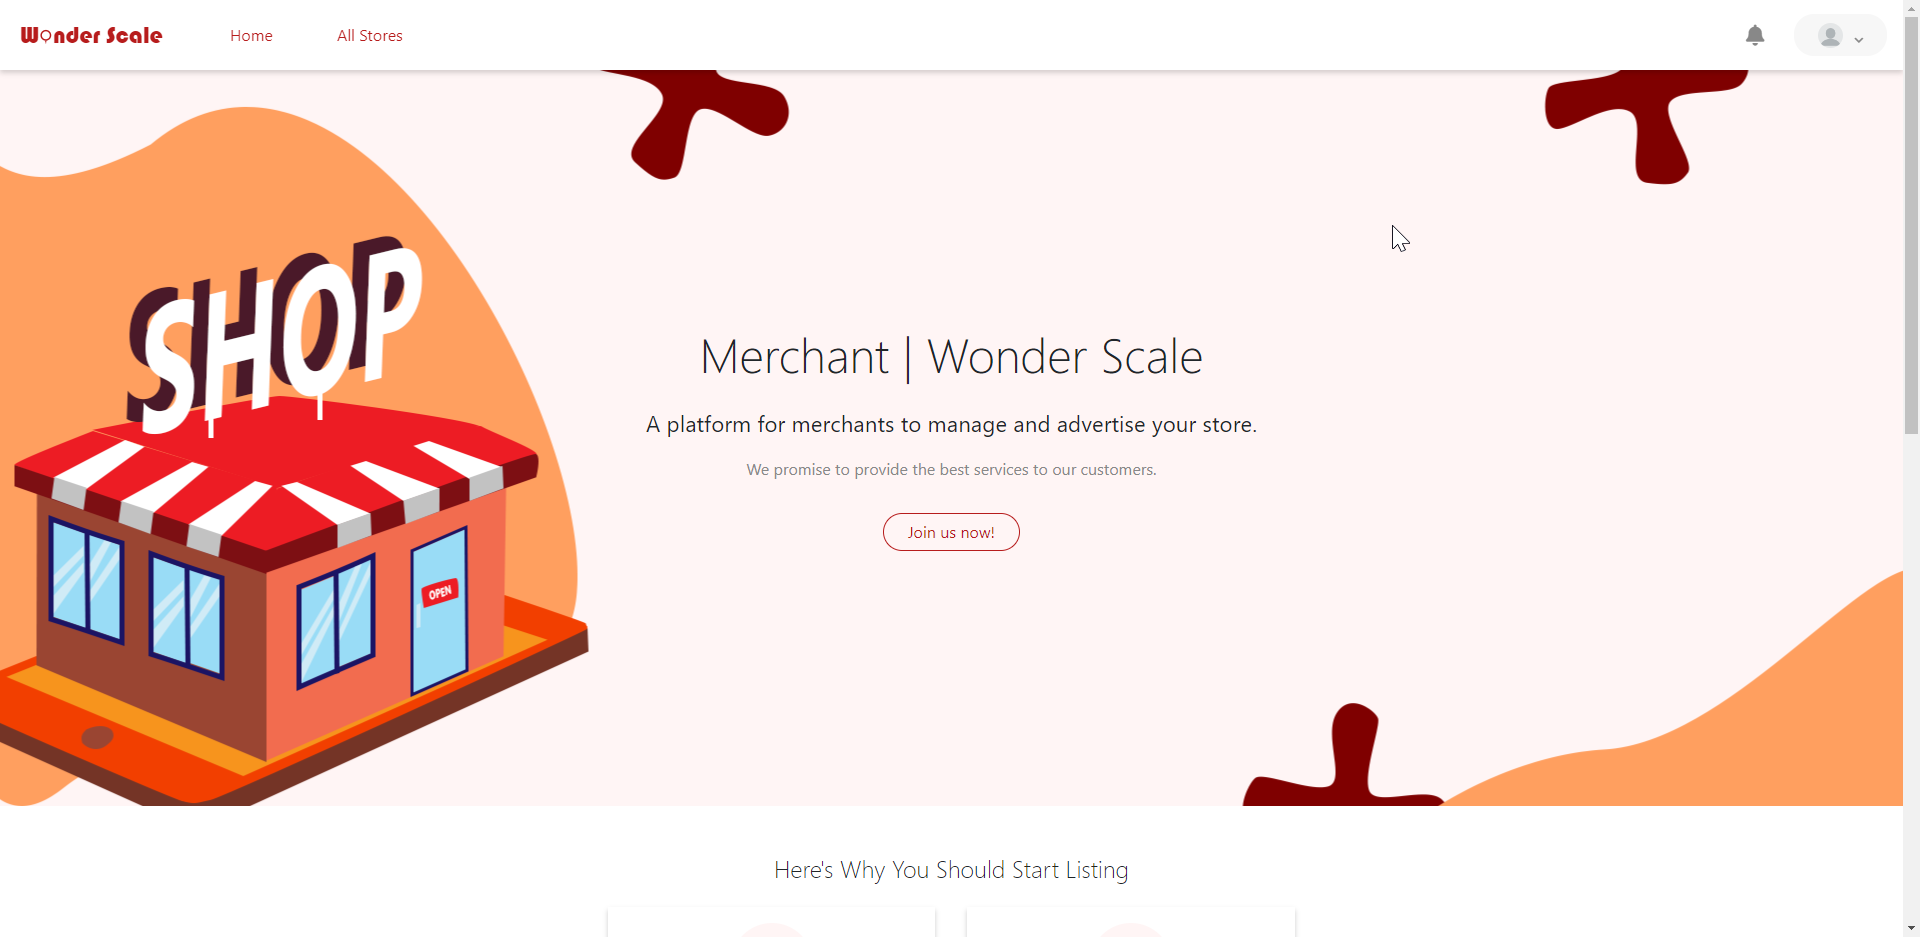 Wonder Scale
Home
All Stores
SHOP
OPEN
Merchant | Wonder Scale
A platform for merchants to manage and advertise your store.
We promise to provide the best services to our customers.
Join us now!
Here's Why You Should Start Listing